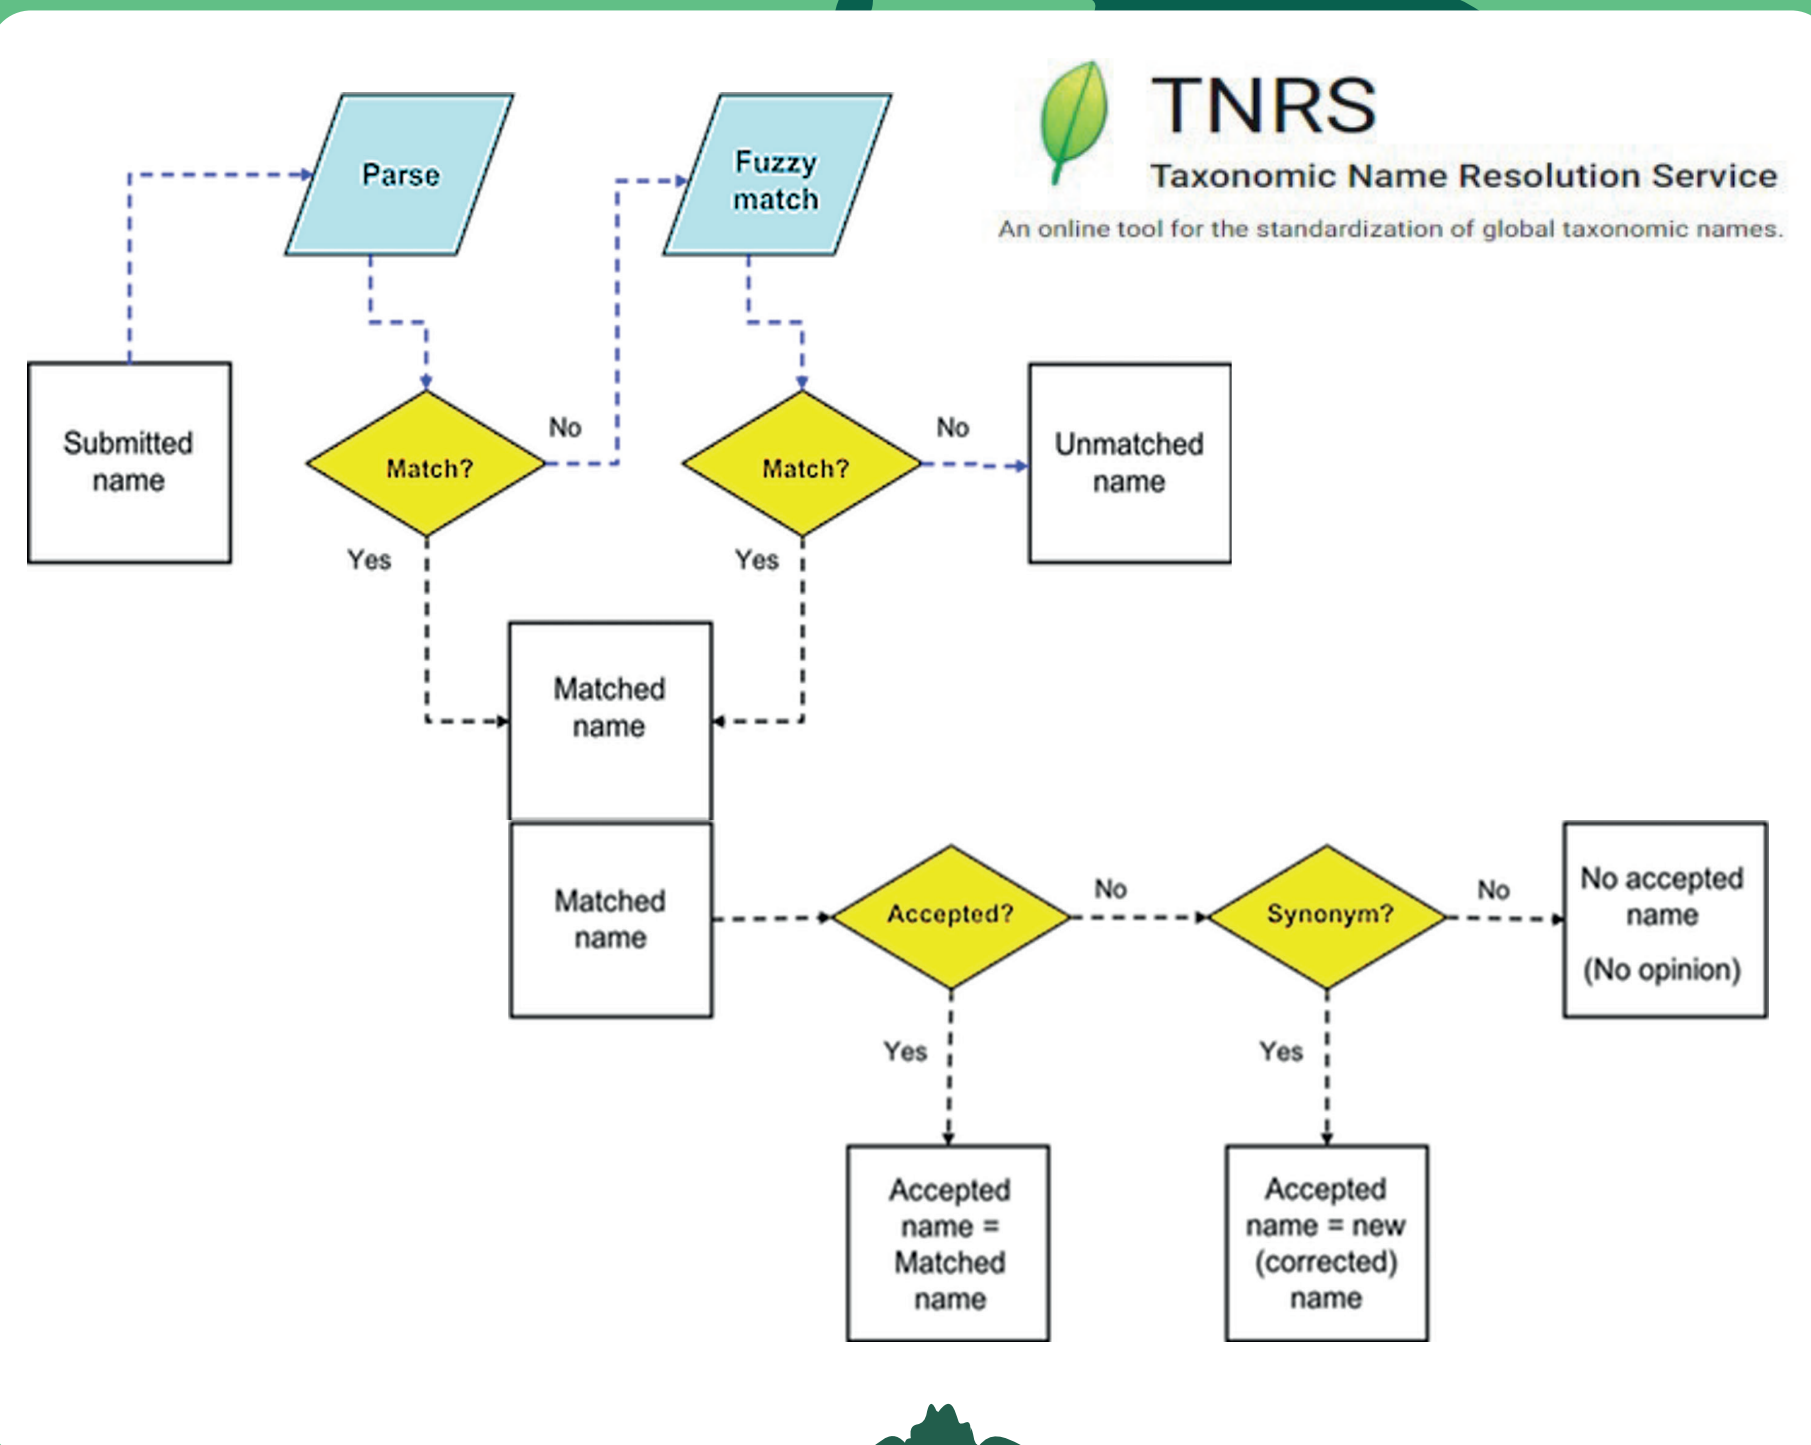 TNRS
Taxonomic Name Resolution Service
An online tool for the standardization of global taxonomic names.
Parse
Fuzzy
match
Submitted
name
Match?
No
Match?
No
Unmatched
name
Yes
Yes
Matched
name
Matched
name
Accepted?
No
Synonym?
No
No accepted
name
(No opinion)
Yes
Yes
Accepted
name =
Matched
name
Accepted
name = new
(corrected)
name